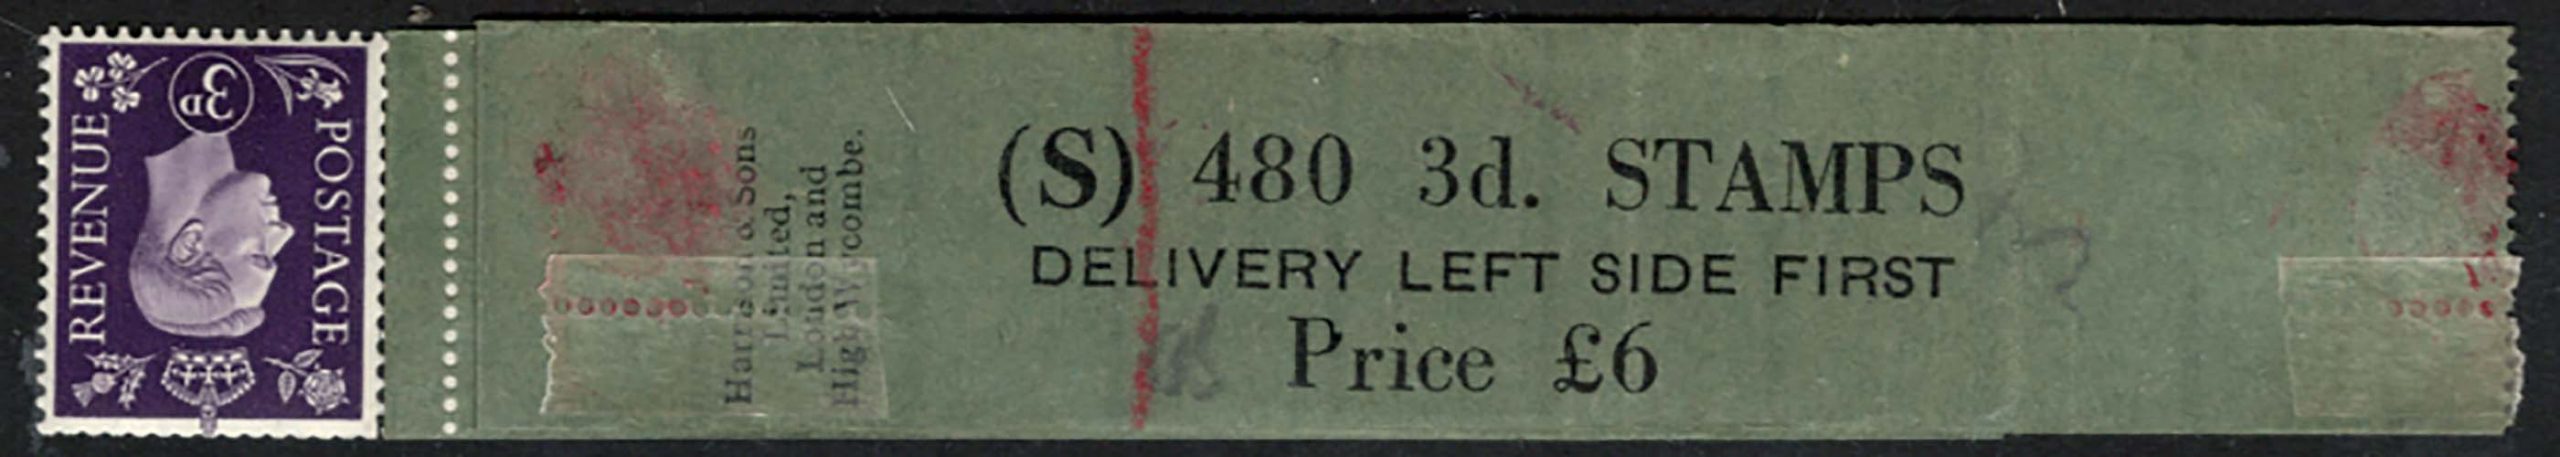 REVENUE
3D
POSTAGE
Harrison & Sons
Limited,
London and
High Wycombe.
(S) 480 3d. STAMPS
DELIVERY LEFT SIDE FIRST
Price £6